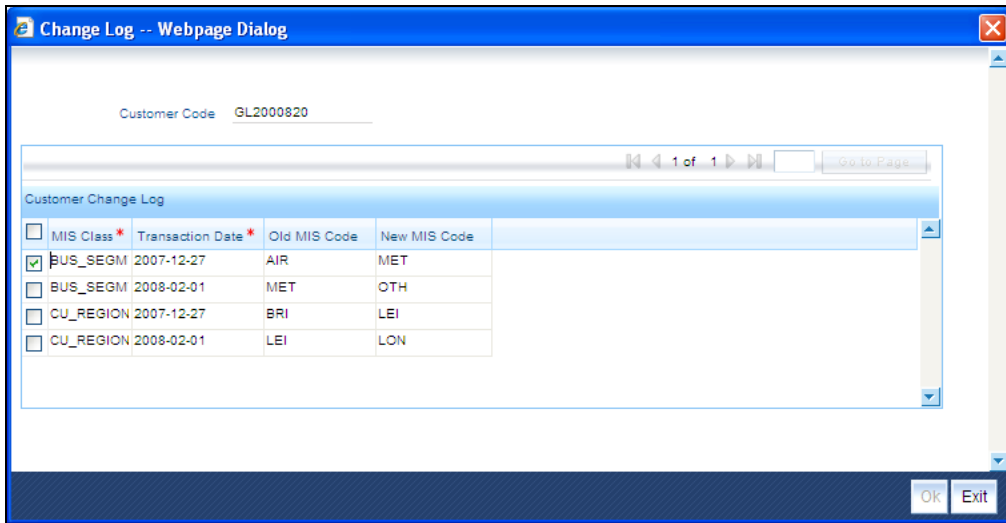 Change Log -- Webpage Dialog
Customer Code GL2000820
1 of 1 Go to Page
Customer Change Log
MIS Class * Transaction Date * Old MIS Code New MIS Code
BUS_SEGM 2007-12-27 AIR MET
BUS_SEGM 2008-02-01 MET OTH
CU_REGION 2007-12-27 BRI LEI
CU_REGION 2008-02-01 LEI LON
Ok Exit